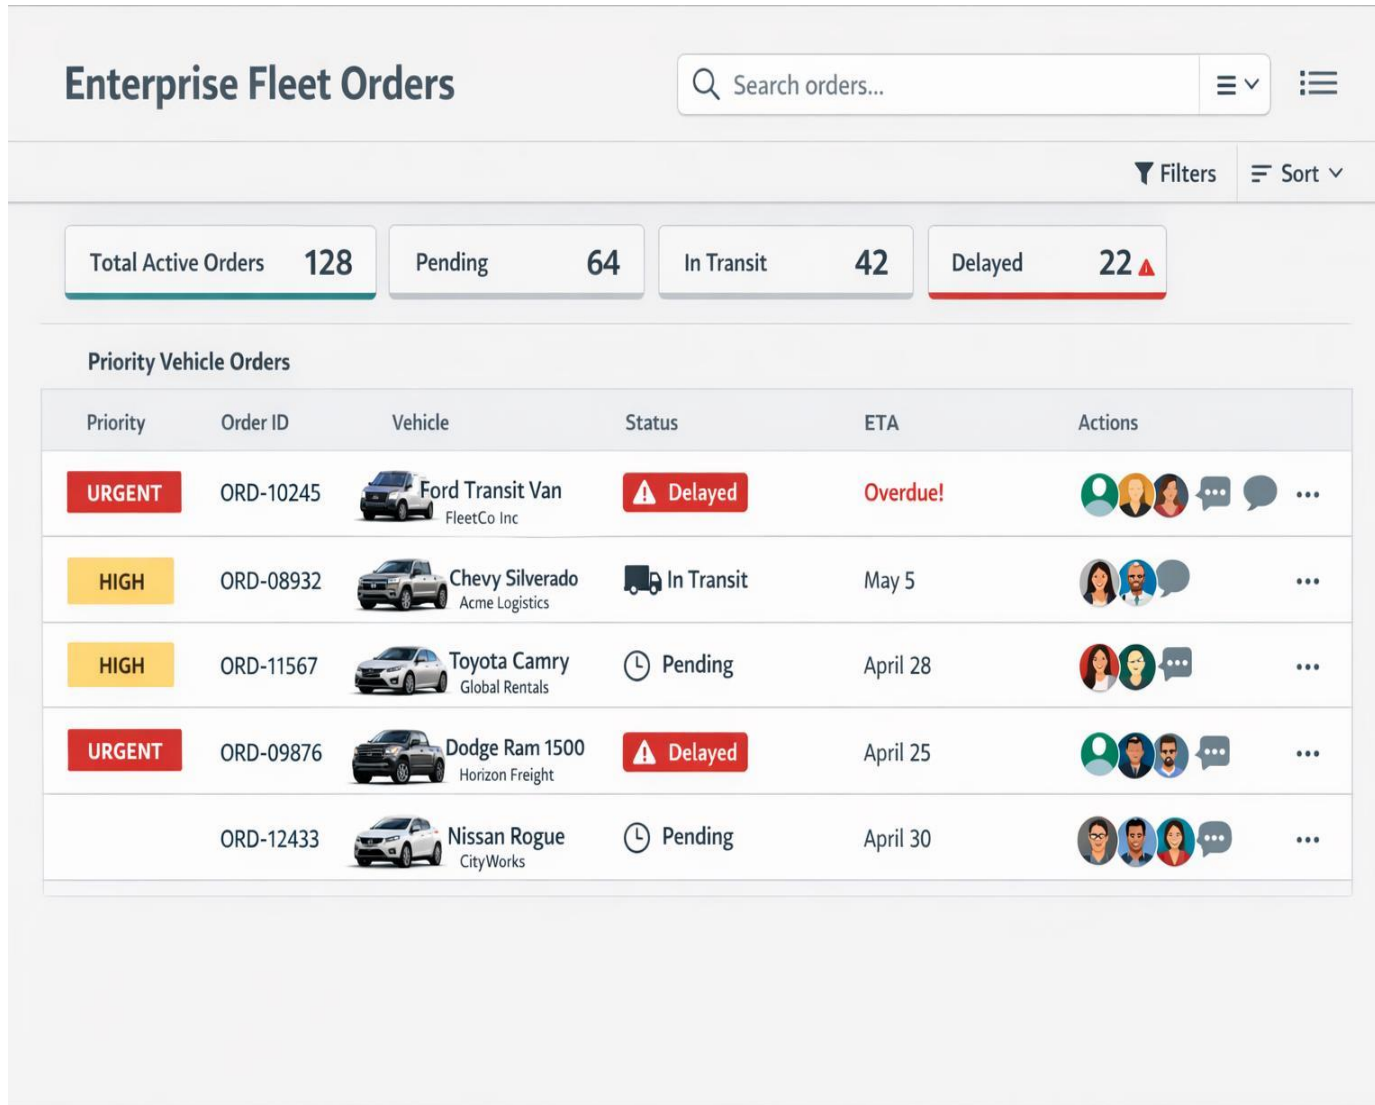 Enterprise Fleet Orders
Search orders...
Filters
Sort
Total Active Orders 128
Pending 64
In Transit 42
Delayed 22
Priority Vehicle Orders
Priority Order ID Vehicle Status ETA Actions
URGENT ORD-10245 Ford Transit Van Delayed Overdue!
FleetCo Inc
HIGH ORD-08932 Chevy Silverado In Transit May 5
Acme Logistics
HIGH ORD-11567 Toyota Camry Pending April 28
Global Rentals
URGENT ORD-09876 Dodge Ram 1500 Delayed April 25
Horizon Freight
ORD-12433 Nissan Rogue Pending April 30
CityWorks